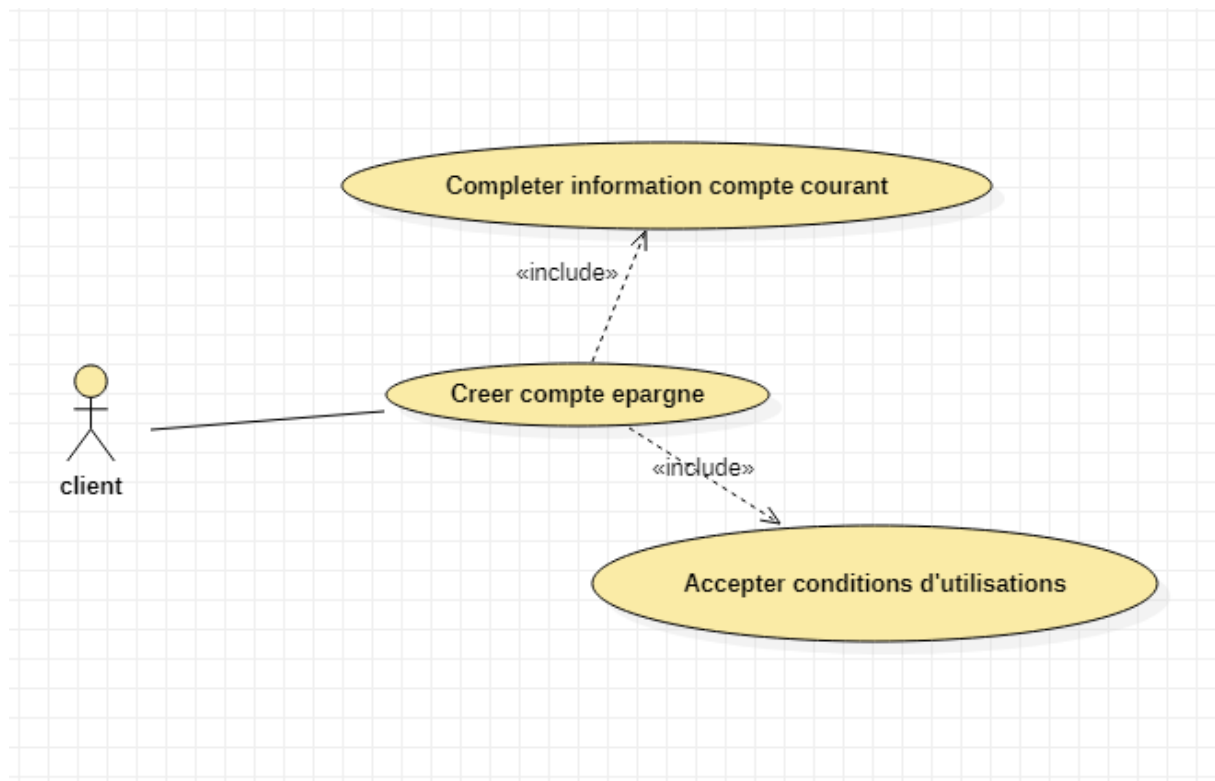 Completer information compte courant
«include»
Creer compte epargne
client
«include»
Accepter conditions d'utilisations